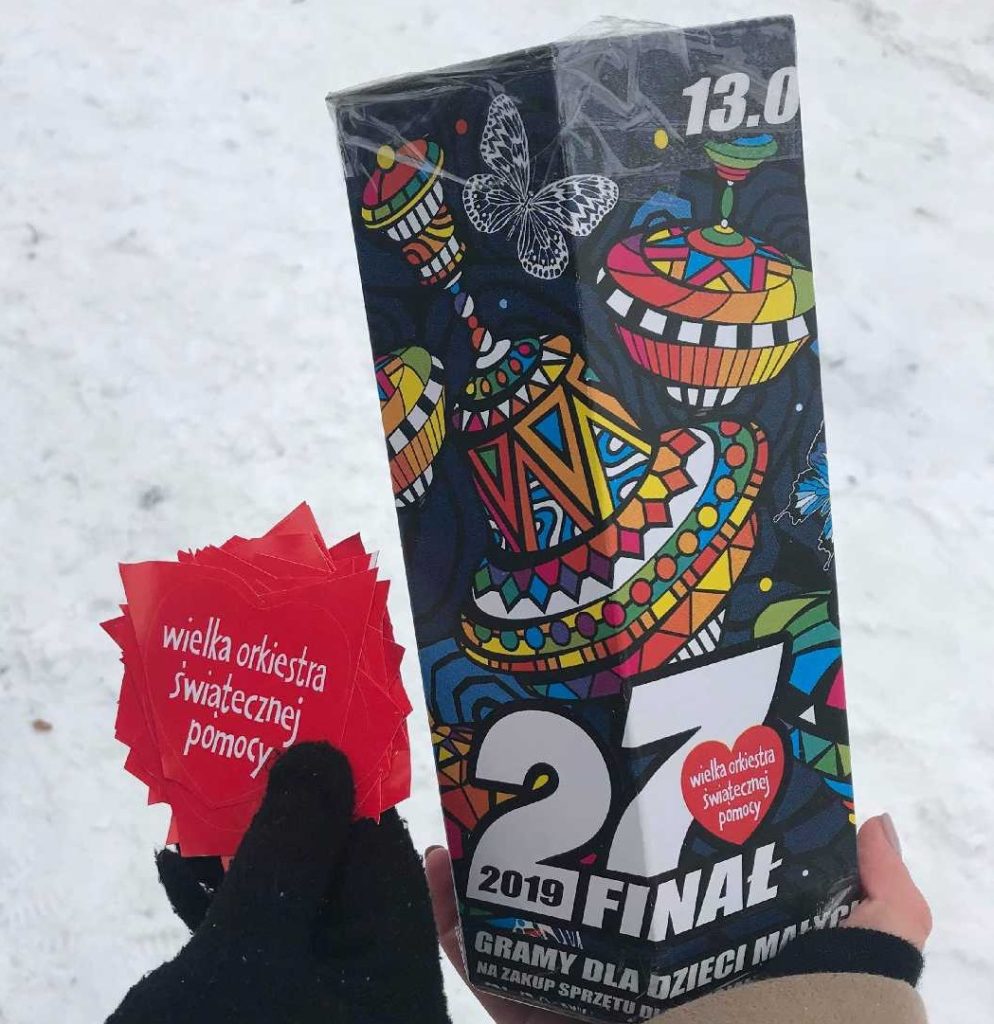 13.0
wielka orkiestra
świątecznej
pomocy
27
wielka orkiestra
świątecznej
pomocy
2019 FINAŁ
GRAMY DLA DZIECI
NA ZAKUP SPRZĘTU